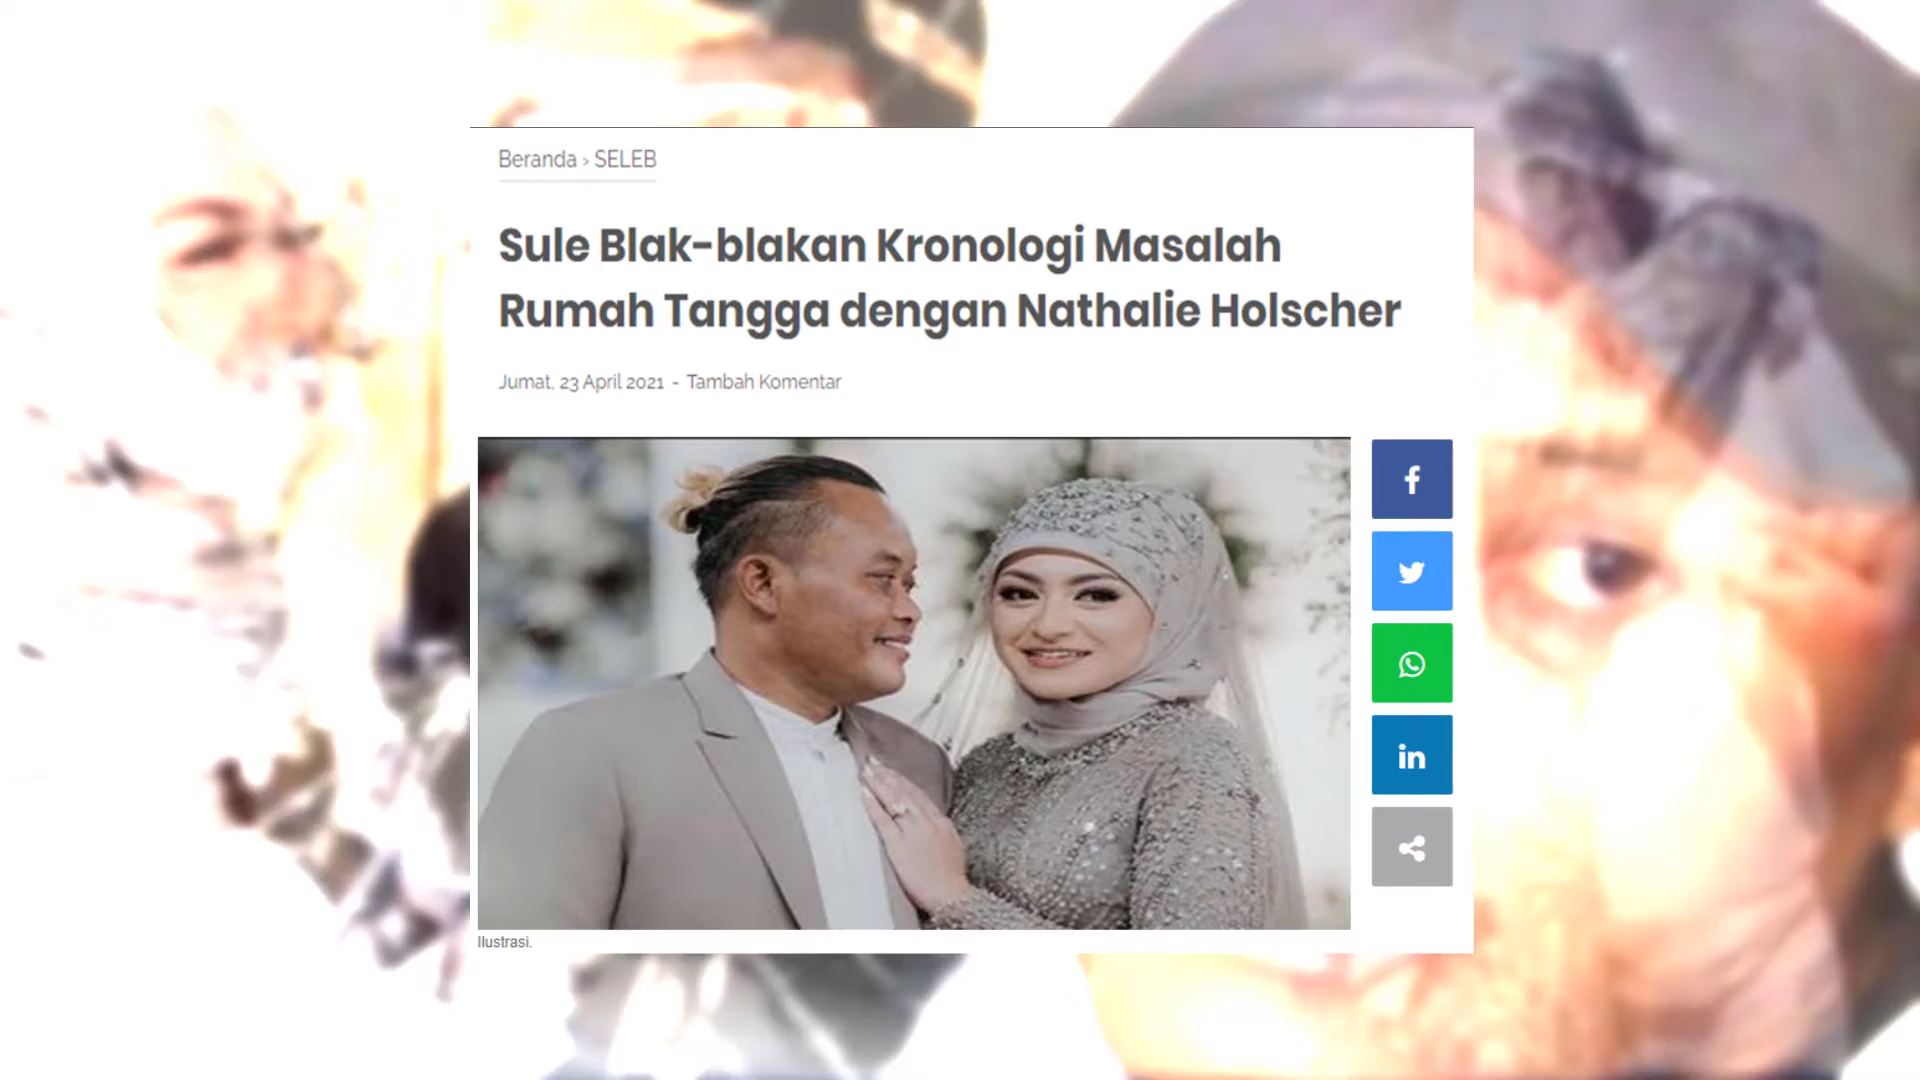 Beranda › SELEB
Sule Blak-blakan Kronologi Masalah
Rumah Tangga dengan Nathalie Holscher
Jumat, 23 April 2021 - Tambah Komentar
f
in
Ilustrasi.